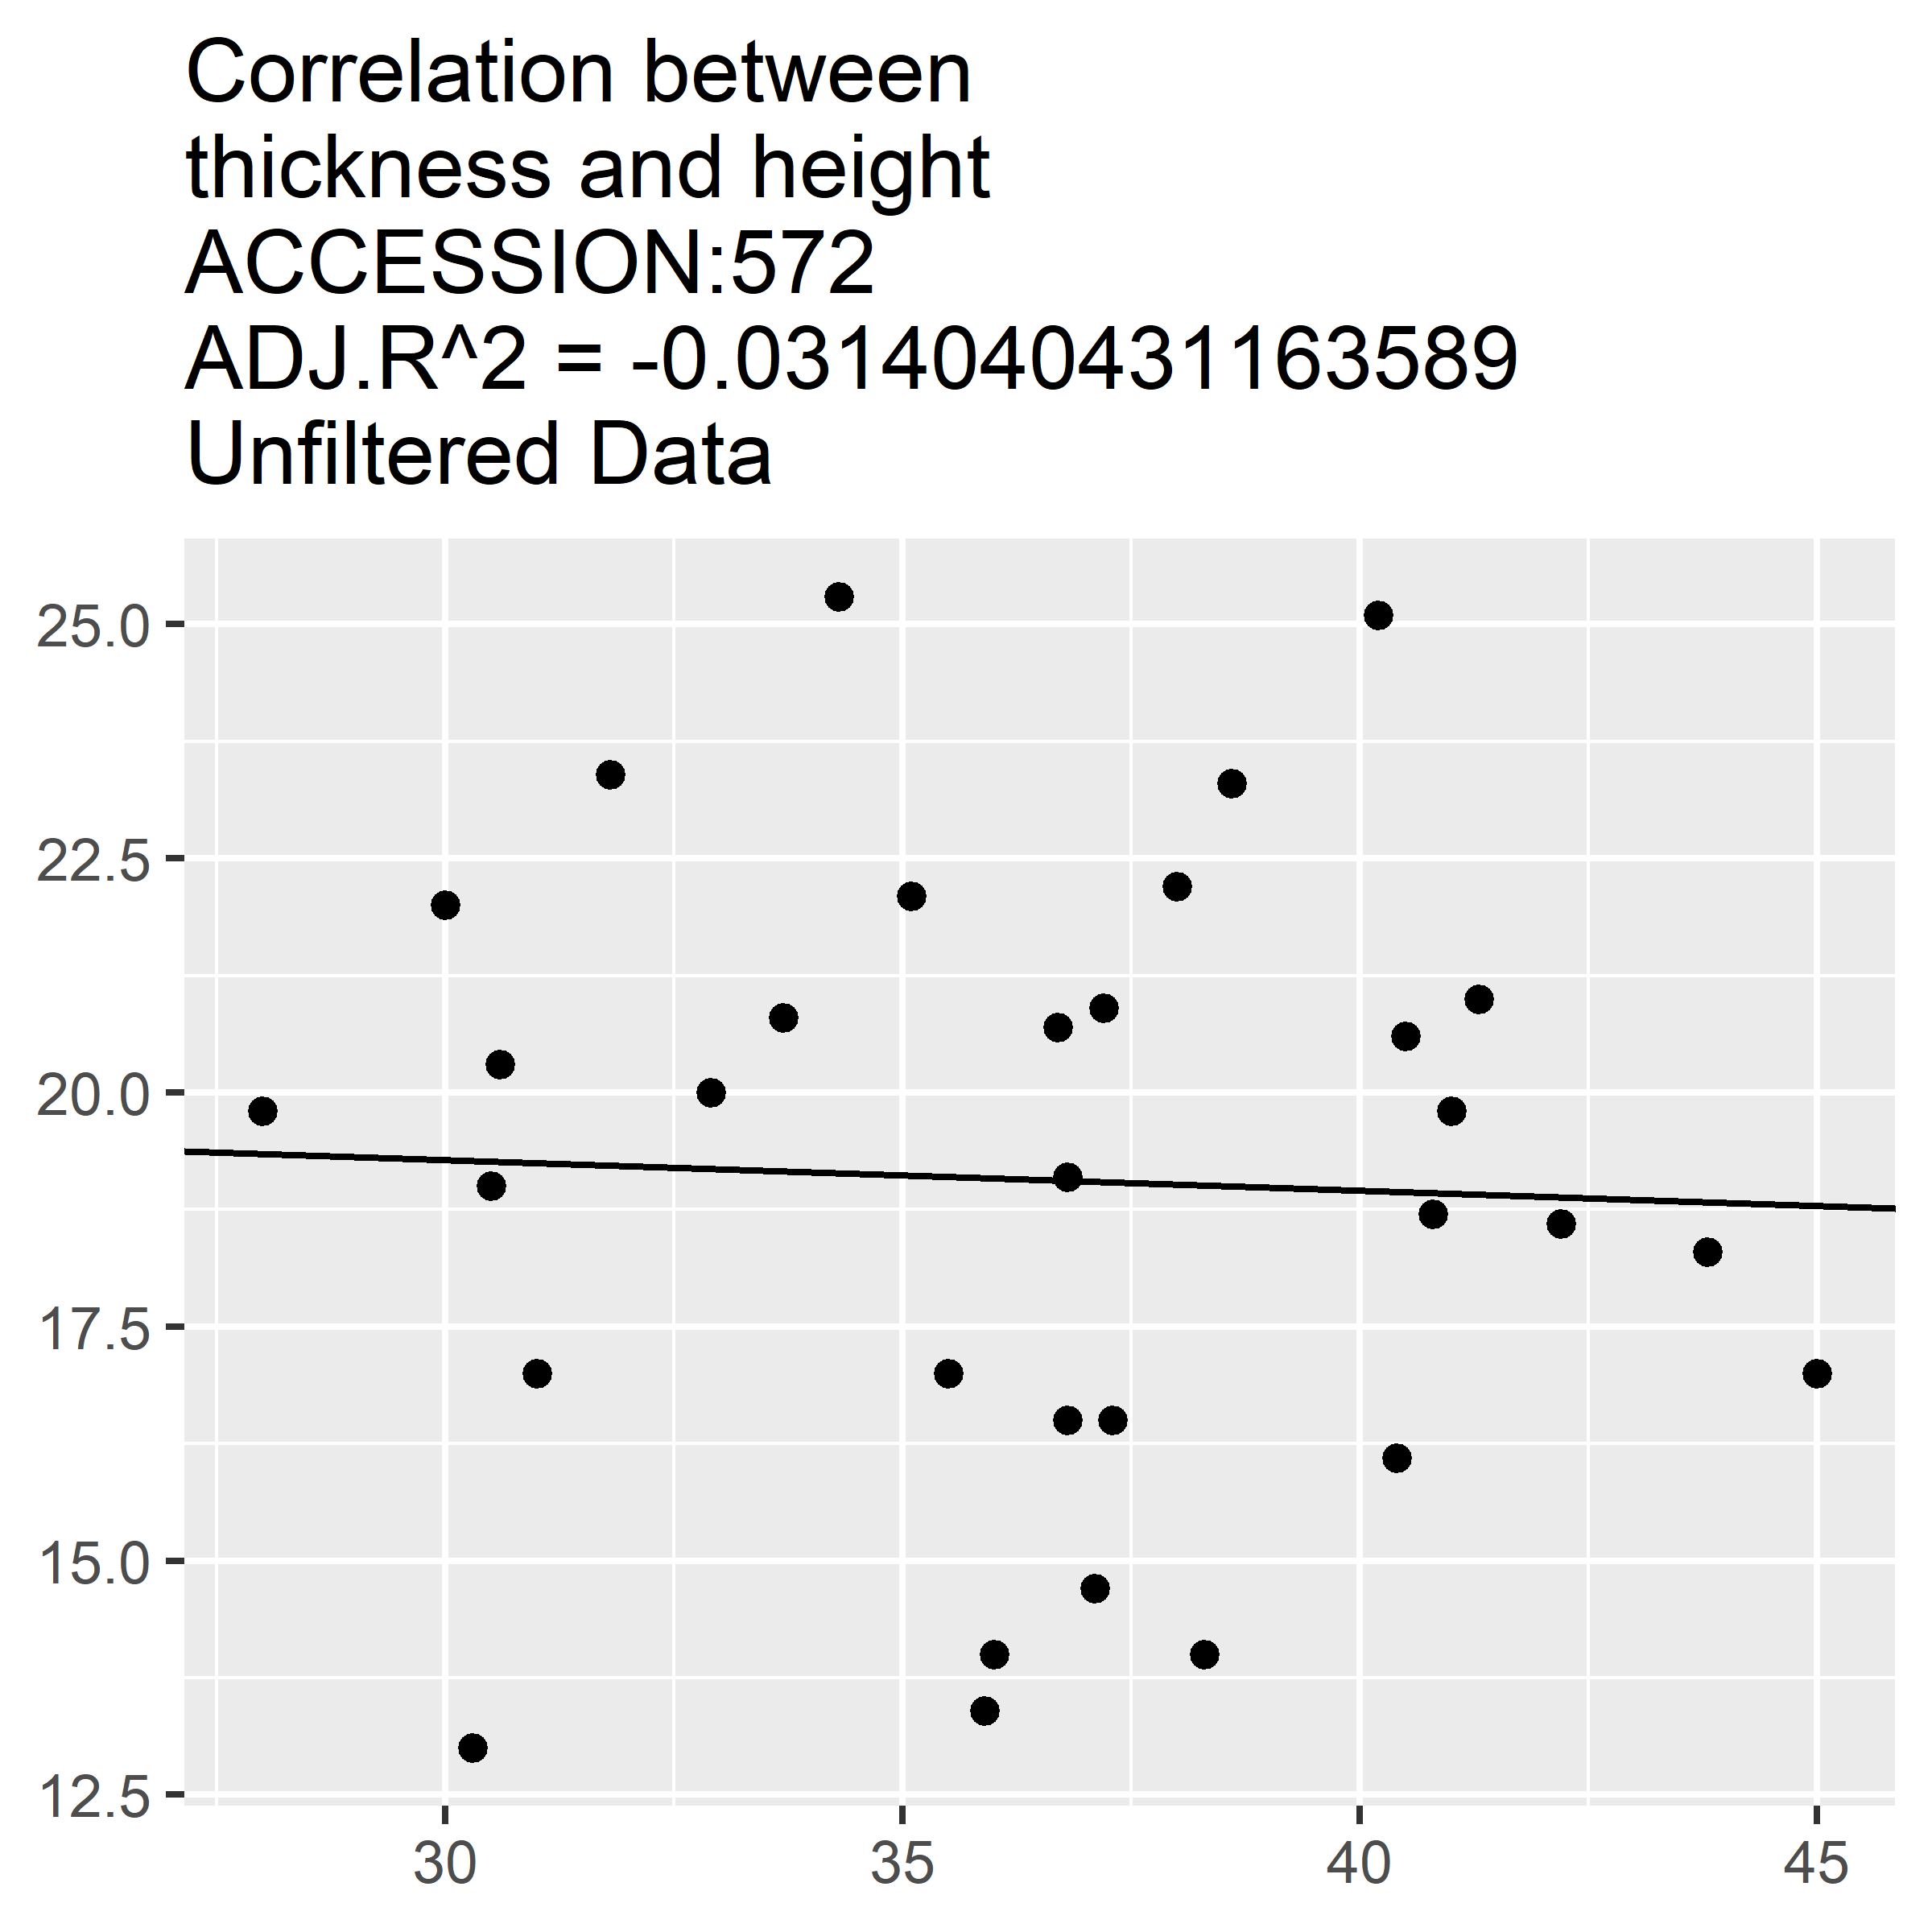 Correlation between
thickness and height
ACCESSION:572
ADJ.R^2 = -0.0314040431163589
Unfiltered Data
25.0
22.5
20.0
17.5
15.0
12.5
30 35 40 45